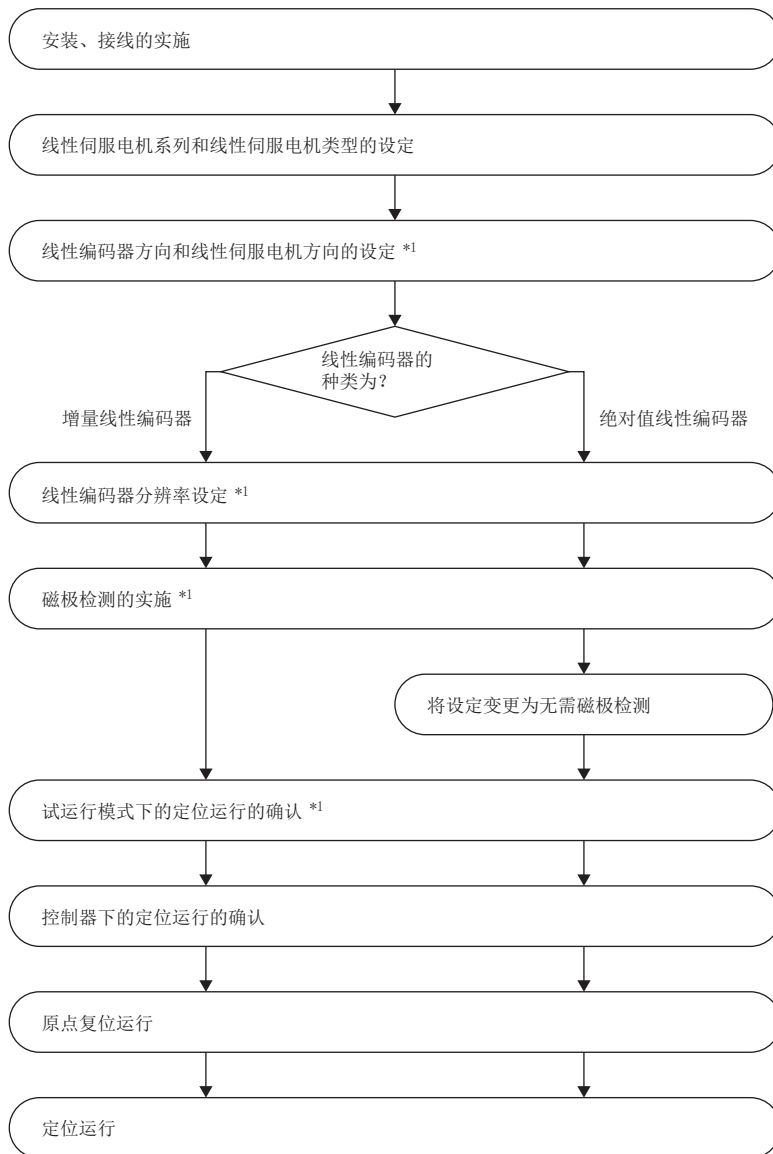 安装、接线的实施
线性伺服电机系列和线性伺服电机类型的设定
线性编码器方向和线性伺服电机方向的设定 *1
线性编码器的
种类为?
增量线性编码器
绝对值线性编码器
线性编码器分辨率设定 *1
磁极检测的实施 *1
将设定变更为无需磁极检测
试运行模式下的定位运行的确认 *1
控制器下的定位运行的确认
原点复位运行
定位运行